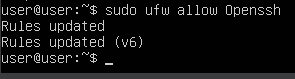 user@user:~$ sudo ufw allow Openssh
Rules updated
Rules updated (v6)
user@user:~$ _